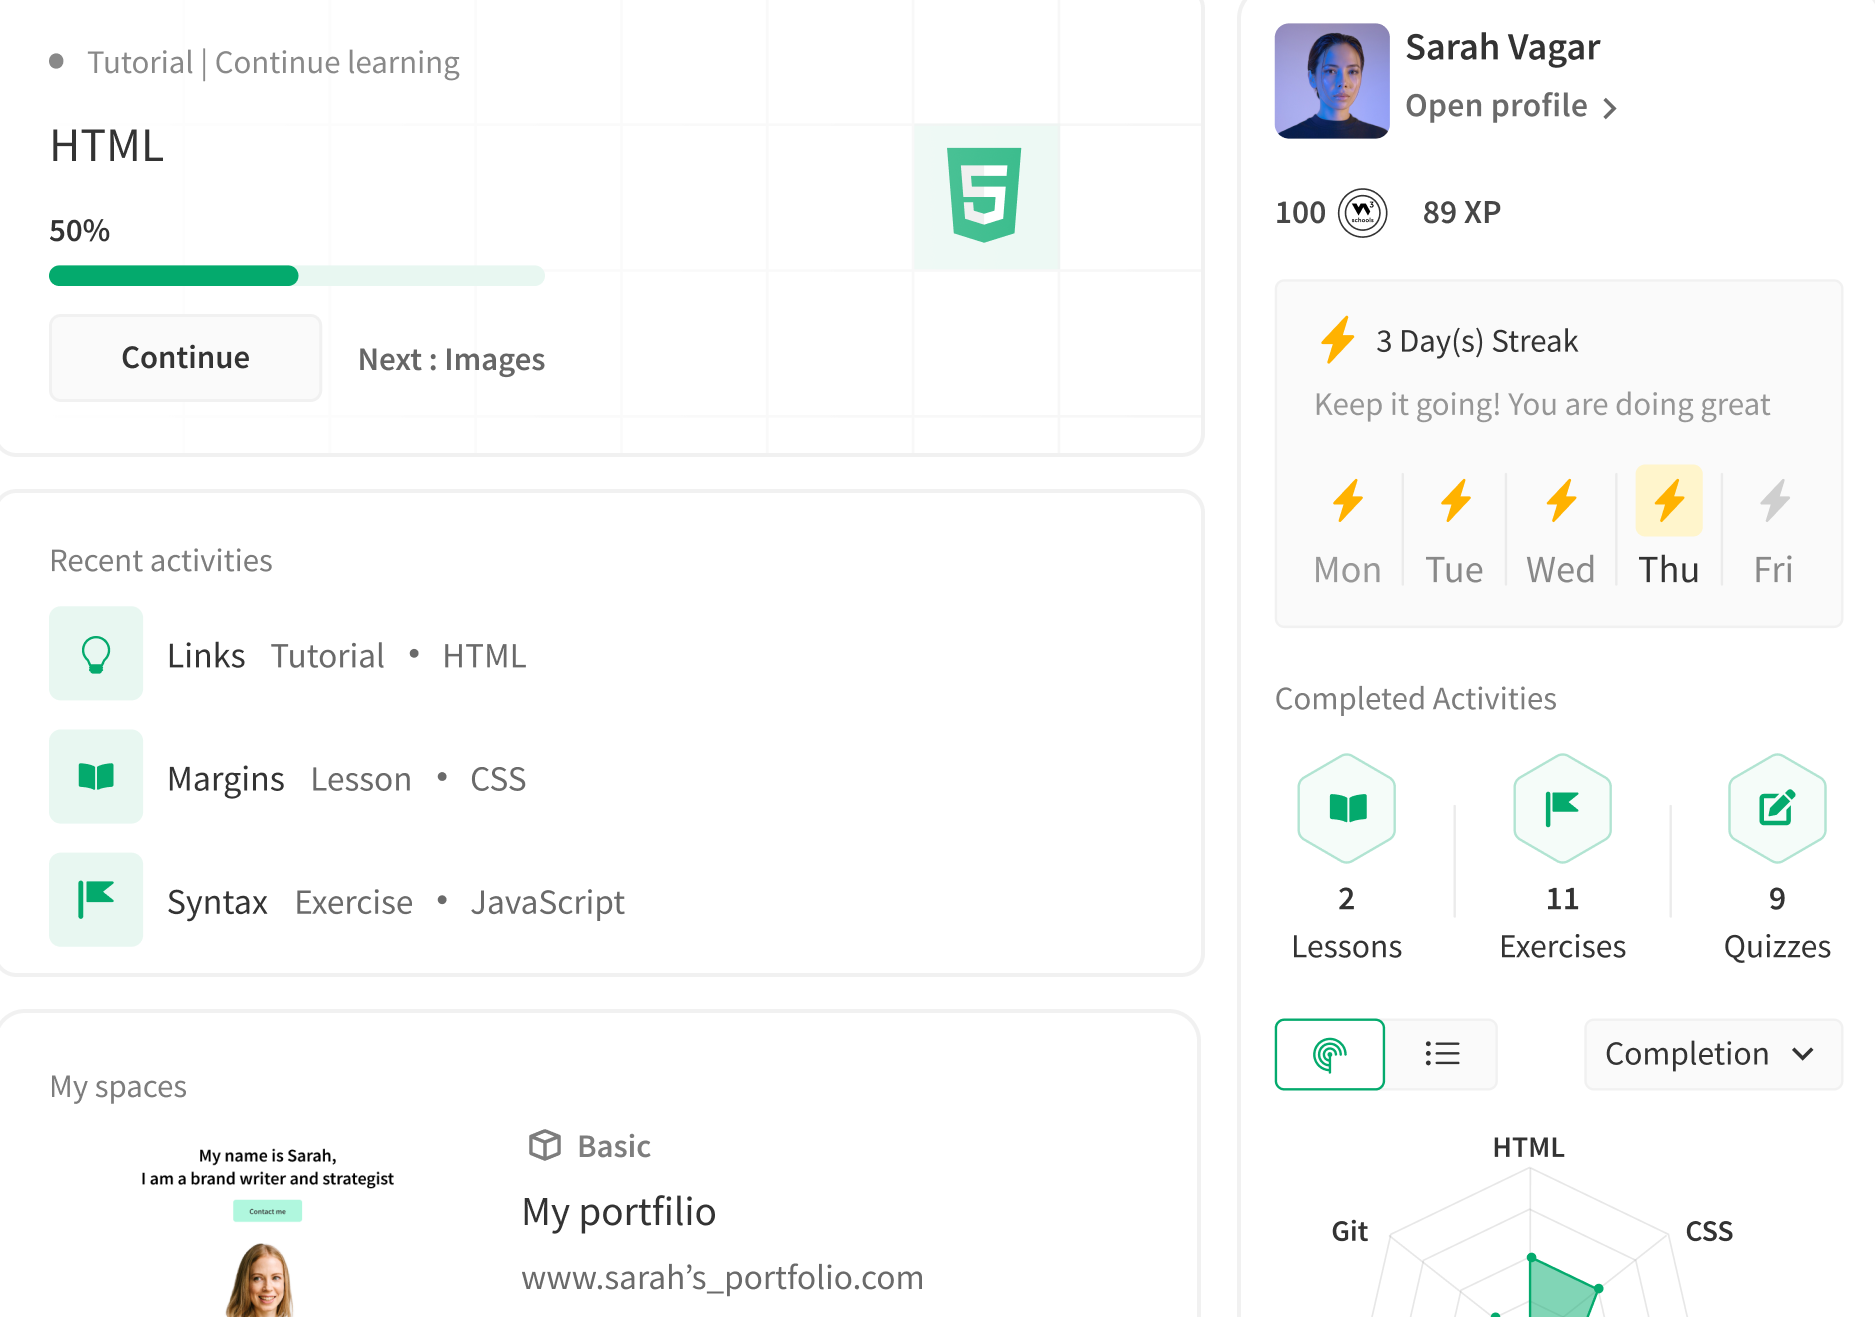 Tutorial | Continue learning
HTML
50%
Continue
Next : Images
Recent activities
Links Tutorial • HTML
Margins Lesson • CSS
Syntax Exercise • JavaScript
My spaces
My name is Sarah,
I am a brand writer and strategist
Contact me
Basic
My portfilio
www.sarah’s_portfolio.com
Sarah Vagar
Open profile
100 W3 schools 89 XP
3 Day(s) Streak
Keep it going! You are doing great
Mon Tue Wed Thu Fri
Completed Activities
2 11 9
Lessons Exercises Quizzes
Completion
HTML
Git CSS